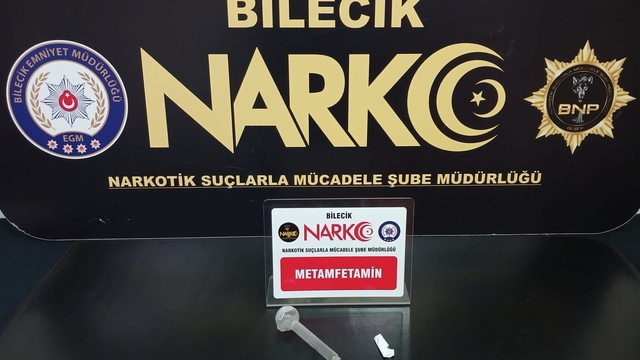 BİLECİK
NARKO
BİLECİK EMNİYET MÜDÜRLÜĞÜ
EGM
BNP
NARKOTİK SUÇLARLA MÜCADELE ŞUBE MÜDÜRLÜĞÜ
BİLECİK
NARKO
NARKOTİK SUÇLARLA MÜCADELE ŞUBE MÜDÜRLÜĞÜ
METAMFETAMİN